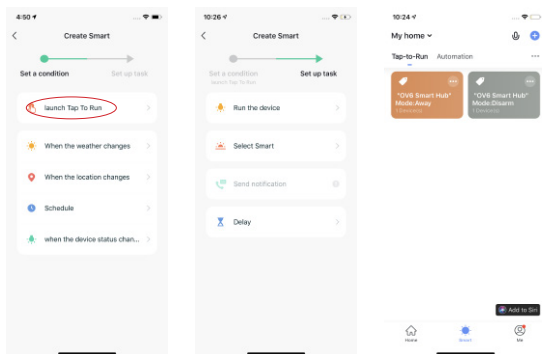 4:50
Create Smart
Set a condition
Set up task
launch Tap To Run
When the weather changes
When the location changes
Schedule
when the device status chan...
10:26
Create Smart
Set a condition
launch Tap To Run
Set up task
Run the device
Select Smart
Send notification
Delay
10:24
My home
Tap-to-Run Automation
"OV6 Smart Hub"
Mode:Away
1 Device(s)
"OV6 Smart Hub"
Mode:Disarm
1 Device(s)
Add to Siri
Home
Smart
Me